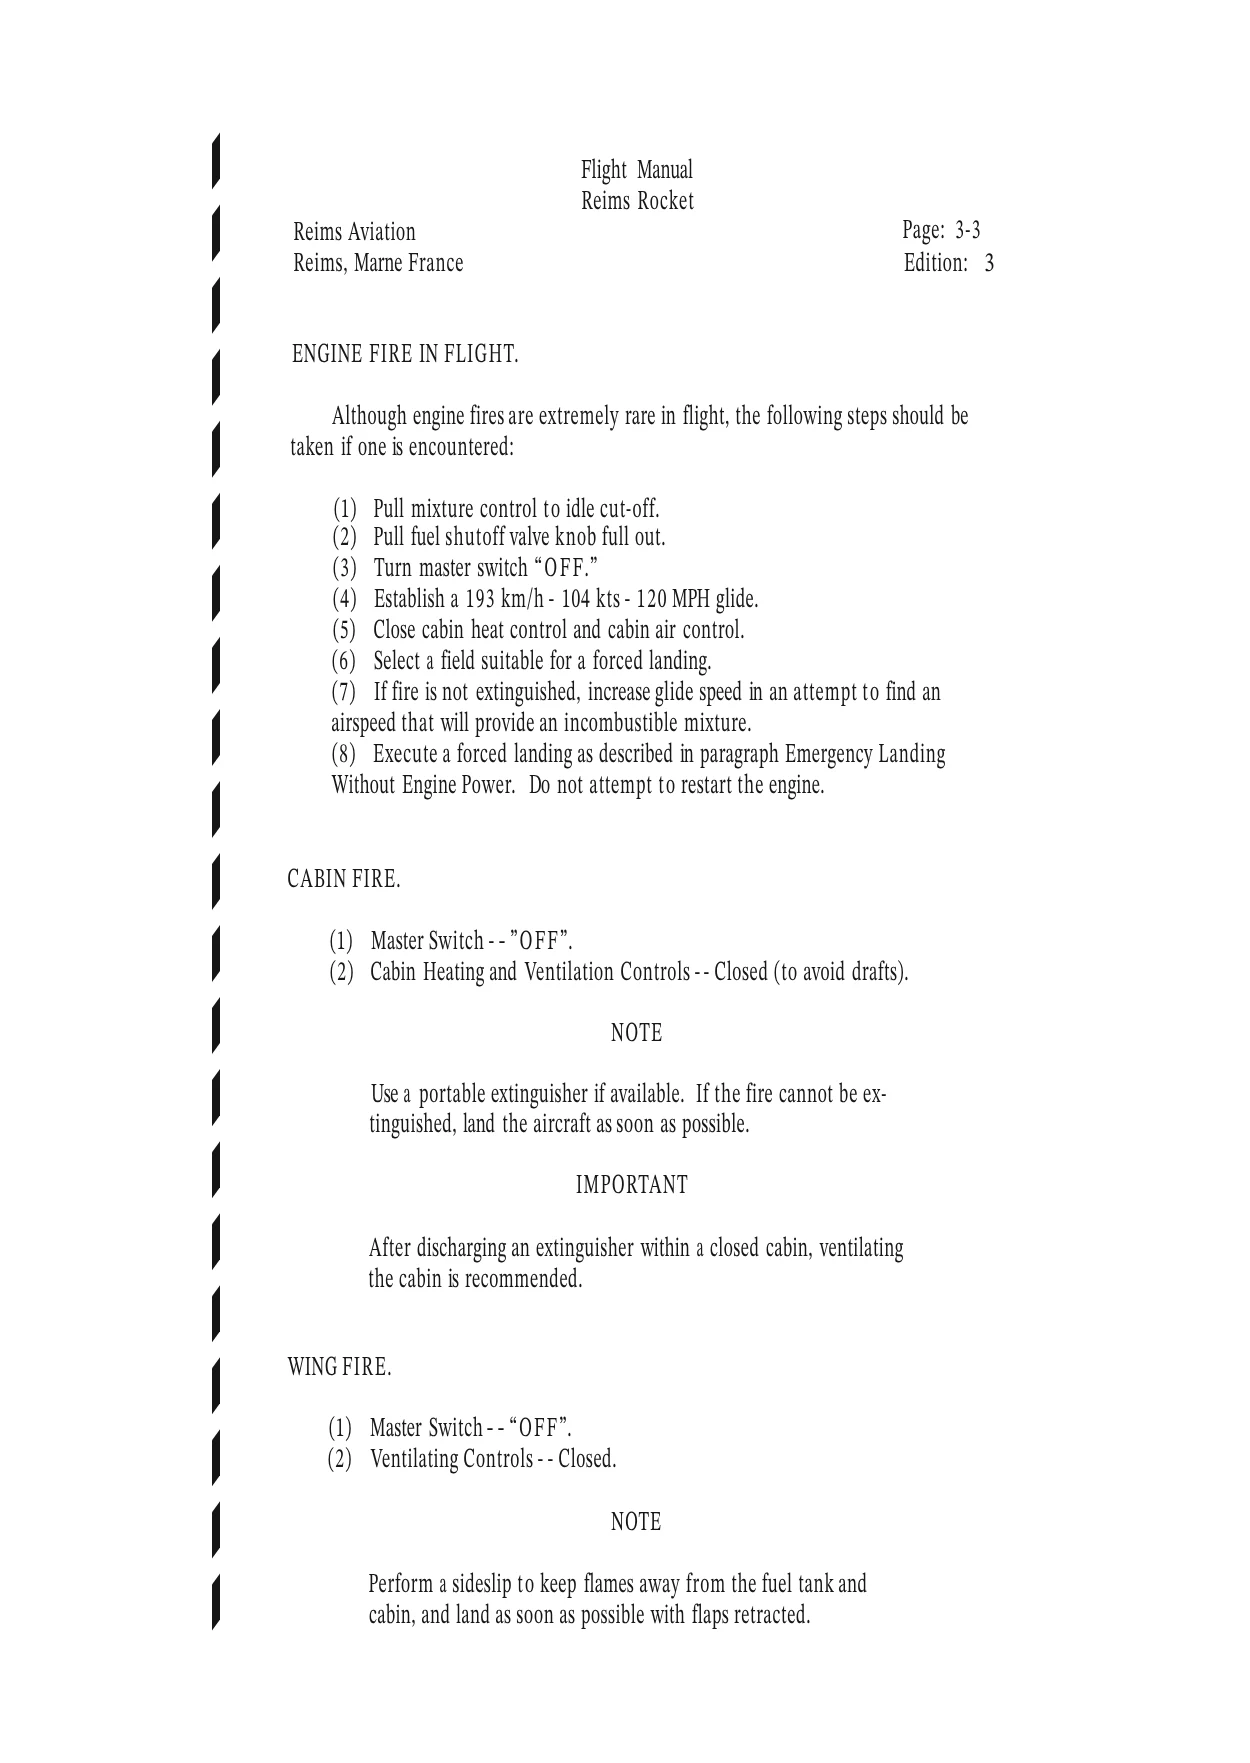 Flight Manual
Reims Rocket
Reims Aviation Page: 3-3
Reims, Marne France Edition: 3
ENGINE FIRE IN FLIGHT.
Although engine fires are extremely rare in flight, the following steps should be
taken if one is encountered:
(1) Pull mixture control to idle cut-off.
(2) Pull fuel shutoff valve knob full out.
(3) Turn master switch “OFF.”
(4) Establish a 193 km/h - 104 kts - 120 MPH glide.
(5) Close cabin heat control and cabin air control.
(6) Select a field suitable for a forced landing.
(7) If fire is not extinguished, increase glide speed in an attempt to find an
airspeed that will provide an incombustible mixture.
(8) Execute a forced landing as described in paragraph Emergency Landing
Without Engine Power. Do not attempt to restart the engine.
CABIN FIRE.
(1) Master Switch - - ”OFF”.
(2) Cabin Heating and Ventilation Controls - - Closed (to avoid drafts).
NOTE
Use a portable extinguisher if available. If the fire cannot be ex-
tinguished, land the aircraft as soon as possible.
IMPORTANT
After discharging an extinguisher within a closed cabin, ventilating
the cabin is recommended.
WING FIRE.
(1) Master Switch - - “OFF”.
(2) Ventilating Controls - - Closed.
NOTE
Perform a sideslip to keep flames away from the fuel tank and
cabin, and land as soon as possible with flaps retracted.